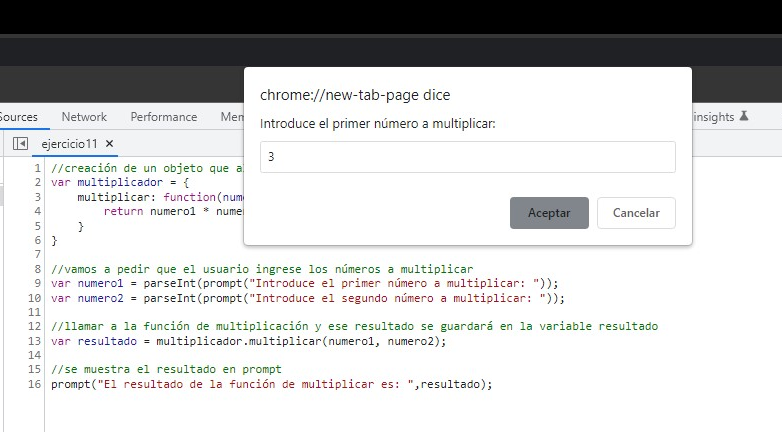 chrome://new-tab-page dice
Introduce el primer número a multiplicar:
3
Aceptar Cancelar
Sources Network Performance Mem insights
ejercicio11 ×
1 //creación de un objeto que a
2 var multiplicador = {
3 multiplicar: function(num
4 return numero1 * nume
5 }
6 }
7
8 //vamos a pedir que el usuario ingrese los números a multiplicar
9 var numero1 = parseInt(prompt("Introduce el primer número a multiplicar: "));
10 var numero2 = parseInt(prompt("Introduce el segundo número a multiplicar: "));
11
12 //llamar a la función de multiplicación y ese resultado se guardará en la variable resultado
13 var resultado = multiplicador.multiplicar(numero1, numero2);
14
15 //se muestra el resultado en prompt
16 prompt("El resultado de la función de multiplicar es: ",resultado);